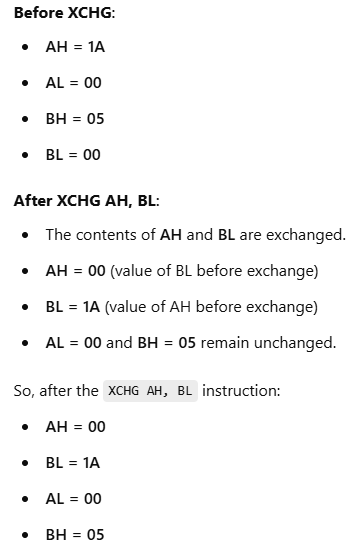 Before XCHG:
• AH = 1A
• AL = 00
• BH = 05
• BL = 00
After XCHG AH, BL:
• The contents of AH and BL are exchanged.
• AH = 00 (value of BL before exchange)
• BL = 1A (value of AH before exchange)
• AL = 00 and BH = 05 remain unchanged.
So, after the XCHG AH, BL instruction:
• AH = 00
• BL = 1A
• AL = 00
• BH = 05